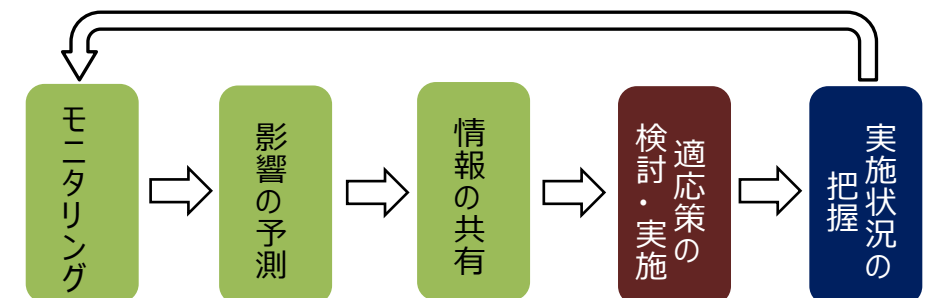 モニタリング
影響の予測
情報の共有
適応策の
検討・実施
実施状況の
把握